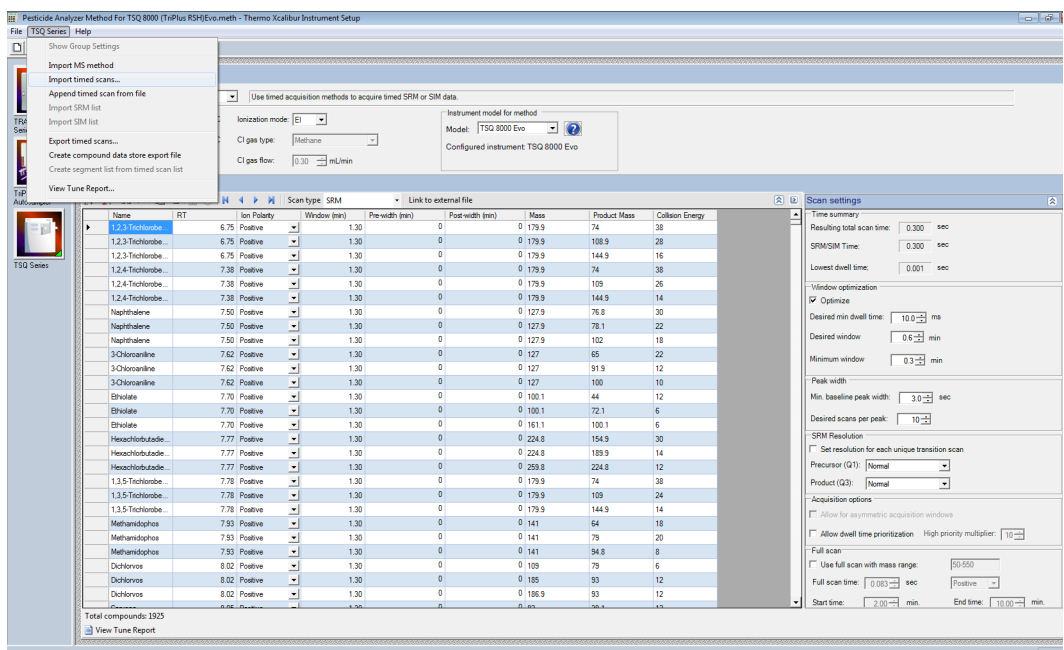 Pesticide Analyzer Method For TSQ 8000 (TriPlus RSH)Evo.meth - Thermo Xcalibur Instrument Setup
File TSQ Series Help
Show Group Settings
Import MS method
Import timed scans...
Append timed scan from file
Import SRM list
Import SIM list
Export timed scans...
Create compound data store export file
Create segment list from timed scan list
View Tune Report...
TSQ Series
Use timed acquisition methods to acquire timed SRM or SIM data.
Ionization mode: EI
CI gas type: Methane
CI gas flow: 0.30 mL/min
Instrument model for method
Model: TSQ 8000 Evo
Configured instrument: TSQ 8000 Evo
Scan type SRM Link to external file
Name RT Ion Polarity Window (min) Pre-width (min) Post-width (min) Mass Product Mass Collision Energy
1,2,3-Trichlorobe... 6.75 Positive 1.30 0 0 179.9 74 38
1,2,3-Trichlorobe... 6.75 Positive 1.30 0 0 179.9 108.9 28
1,2,3-Trichlorobe... 6.75 Positive 1.30 0 0 179.9 144.9 16
1,2,4-Trichlorobe... 7.38 Positive 1.30 0 0 179.9 74 38
1,2,4-Trichlorobe... 7.38 Positive 1.30 0 0 179.9 109 26
1,2,4-Trichlorobe... 7.38 Positive 1.30 0 0 179.9 144.9 14
Naphthalene 7.50 Positive 1.30 0 0 127.9 76.8 30
Naphthalene 7.50 Positive 1.30 0 0 127.9 78.1 22
Naphthalene 7.50 Positive 1.30 0 0 127.9 102 18
3-Chloroaniline 7.62 Positive 1.30 0 0 127 65 22
3-Chloroaniline 7.62 Positive 1.30 0 0 127 91.9 12
3-Chloroaniline 7.62 Positive 1.30 0 0 127 100 10
Ethiolate 7.70 Positive 1.30 0 0 100.1 44 12
Ethiolate 7.70 Positive 1.30 0 0 100.1 72.1 6
Ethiolate 7.70 Positive 1.30 0 0 161.1 100.1 6
Hexachlorbutadie... 7.77 Positive 1.30 0 0 224.8 154.9 30
Hexachlorbutadie... 7.77 Positive 1.30 0 0 224.8 189.9 14
Hexachlorbutadie... 7.77 Positive 1.30 0 0 259.8 224.8 12
1,3,5-Trichlorobe... 7.78 Positive 1.30 0 0 179.9 74 38
1,3,5-Trichlorobe... 7.78 Positive 1.30 0 0 179.9 109 24
1,3,5-Trichlorobe... 7.78 Positive 1.30 0 0 179.9 144.9 14
Methamidophos 7.93 Positive 1.30 0 0 141 64 18
Methamidophos 7.93 Positive 1.30 0 0 141 79 20
Methamidophos 7.93 Positive 1.30 0 0 141 94.8 8
Dichlorvos 8.02 Positive 1.30 0 0 109 79 6
Dichlorvos 8.02 Positive 1.30 0 0 185 93 12
Dichlorvos 8.02 Positive 1.30 0 0 186.9 93 12
Total compounds: 1925
View Tune Report
Scan settings
Time summary
Resulting total scan time: 0.300 sec
SRM/SIM Time: 0.300 sec
Lowest dwell time; 0.001 sec
Window optimization
Optimize
Desired min dwell time: 10.0 ms
Desired window 0.6 min
Minimum window 0.3 min
Peak width
Min. baseline peak width: 3.0 sec
Desired scans per peak: 10
SRM Resolution
Set resolution for each unique transition scan
Precursor (Q1): Normal
Product (Q3): Normal
Acquisition options
Allow for asymmetric acquisition windows
Allow dwell time prioritization High priority multiplier: 10
Full scan
Use full scan with mass range: 50-550
Full scan time: 0.083 sec Positive
Start time: 2.00 min. End time: 10.00 min.